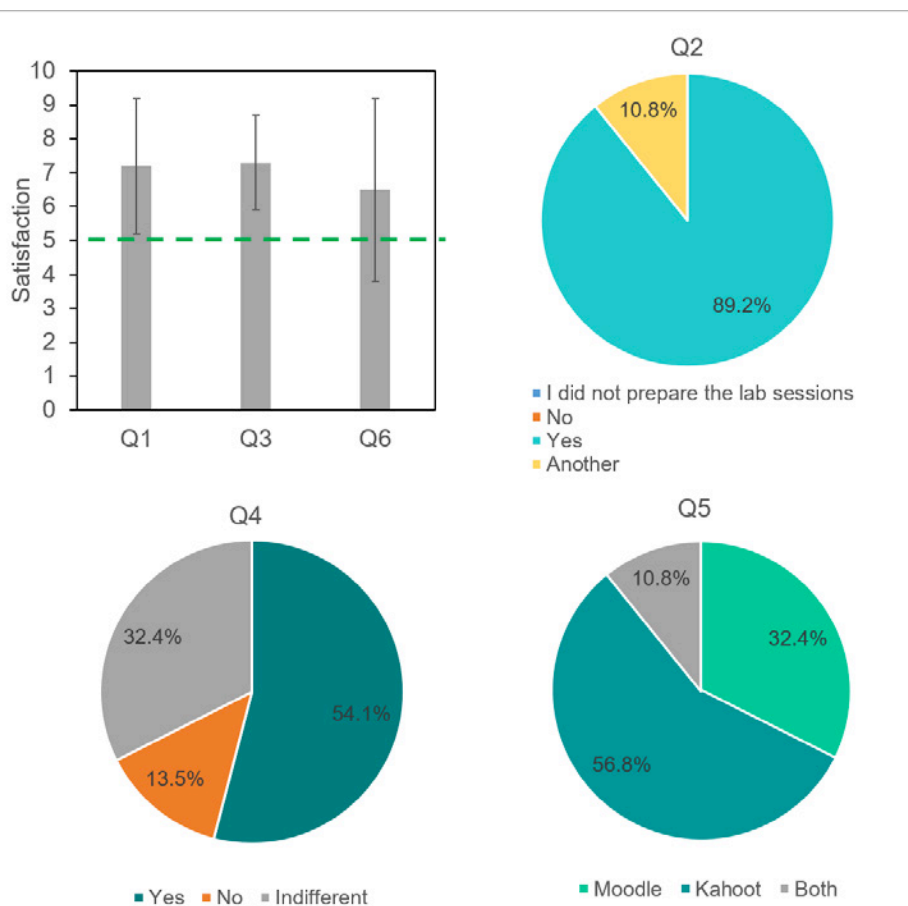 10
9
8
7
6
5
4
3
2
1
0
Satisfaction
Q1 Q3 Q6
Q2
10.8%
89.2%
I did not prepare the lab sessions
No
Yes
Another
Q4
32.4%
54.1%
13.5%
Yes No Indifferent
Q5
10.8%
32.4%
56.8%
Moodle Kahoot Both